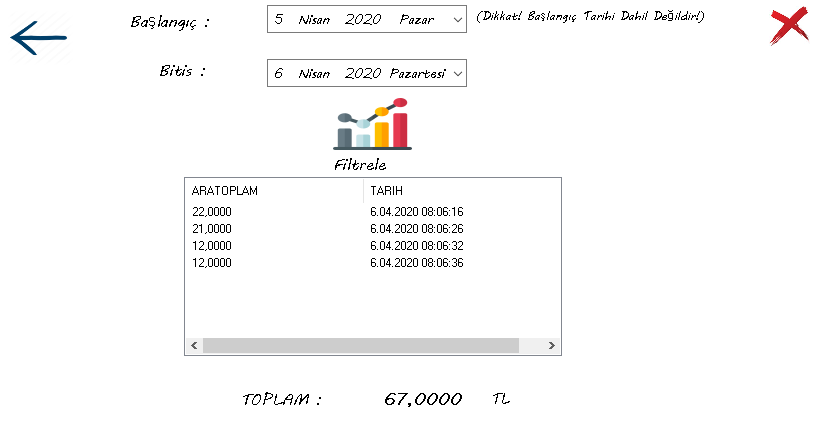 Başlangıç : 5 Nisan 2020 Pazar (Dikkat! Başlangıç Tarihi Dahil Değildir!)
Bitis : 6 Nisan 2020 Pazartesi
Filtrele
ARATOPLAM TARIH
22,0000 6.04.2020 08:06:16
21,0000 6.04.2020 08:06:26
12,0000 6.04.2020 08:06:32
12,0000 6.04.2020 08:06:36
TOPLAM : 67,0000 TL